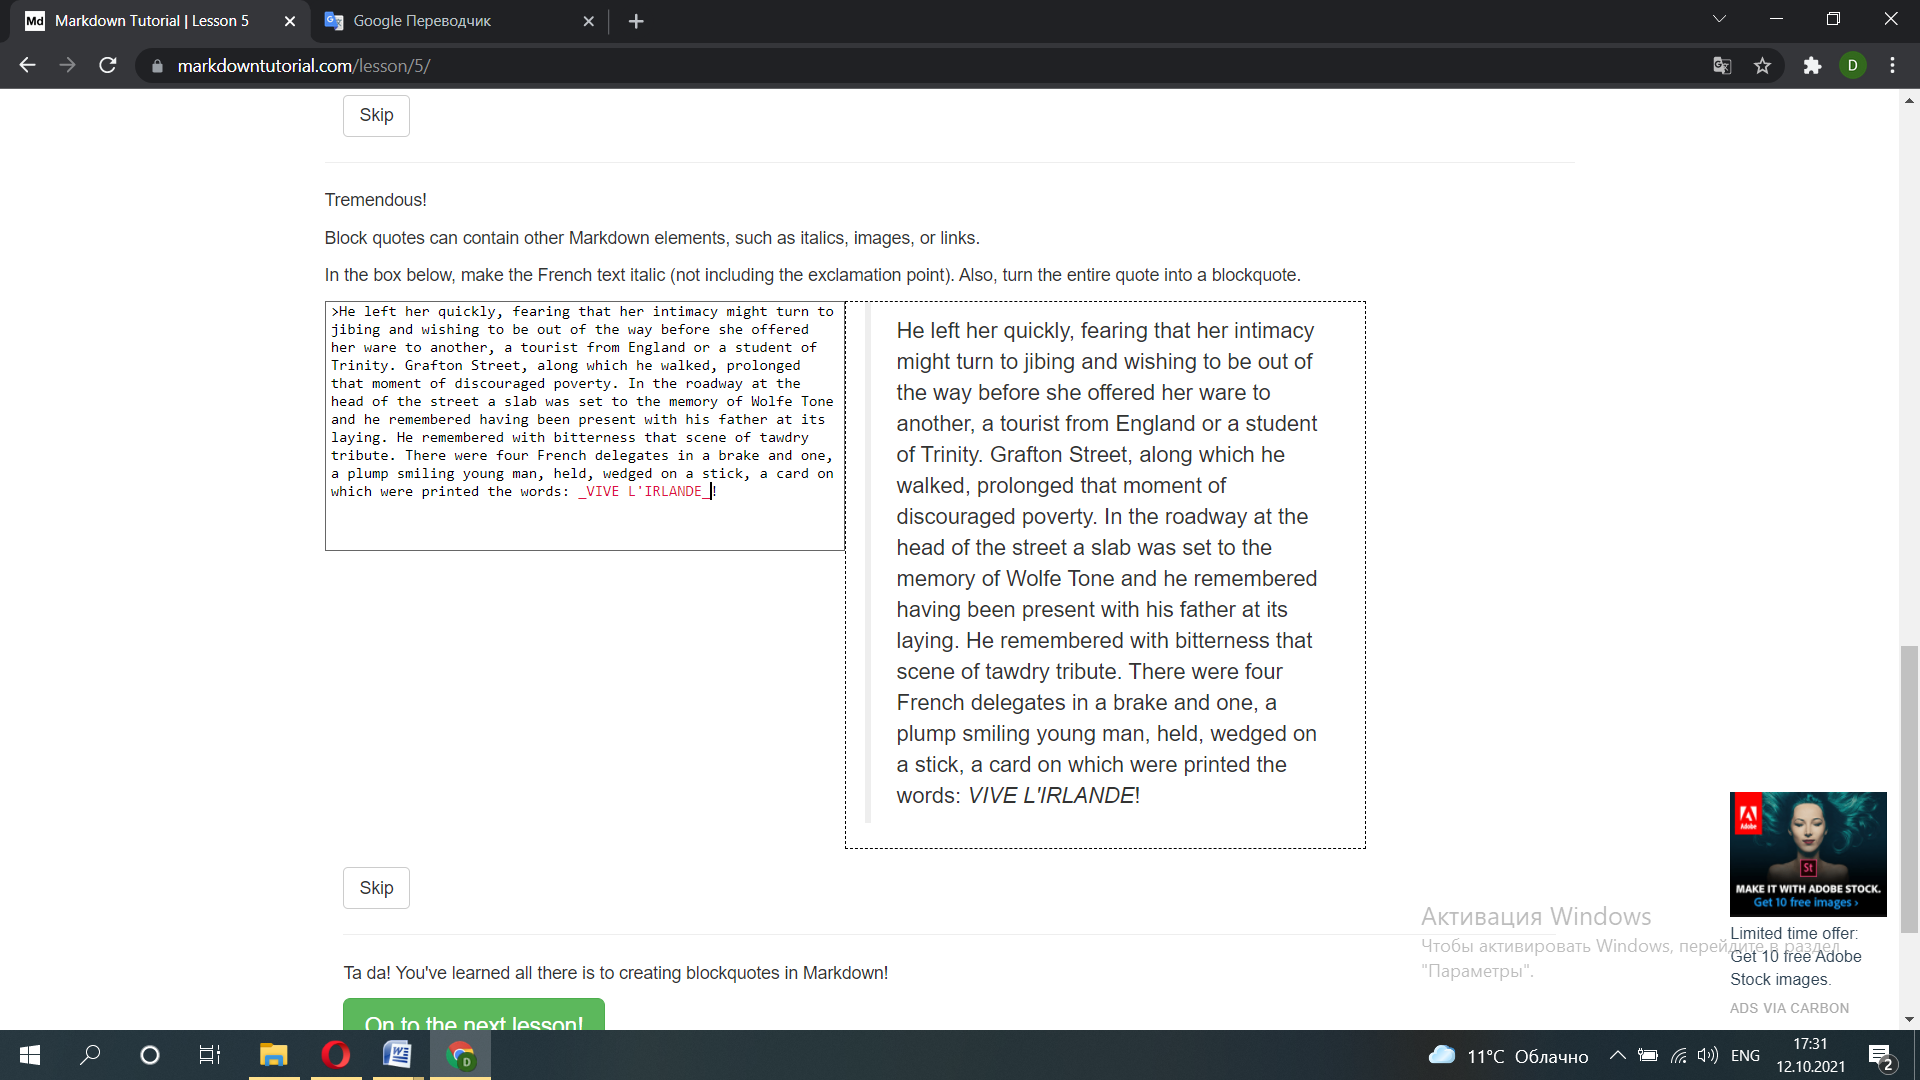 Md Markdown Tutorial | Lesson 5
Google Переводчик
markdowntutorial.com/lesson/5/
D
Skip
Tremendous!
Block quotes can contain other Markdown elements, such as italics, images, or links.
In the box below, make the French text italic (not including the exclamation point). Also, turn the entire quote into a blockquote.
>He left her quickly, fearing that her intimacy might turn to
jibing and wishing to be out of the way before she offered
her ware to another, a tourist from England or a student of
Trinity. Grafton Street, along which he walked, prolonged
that moment of discouraged poverty. In the roadway at the
head of the street a slab was set to the memory of Wolfe Tone
and he remembered having been present with his father at its
laying. He remembered with bitterness that scene of tawdry
tribute. There were four French delegates in a brake and one,
a plump smiling young man, held, wedged on a stick, a card on
which were printed the words: _VIVE L'IRLANDE_!
He left her quickly, fearing that her intimacy
might turn to jibing and wishing to be out of
the way before she offered her ware to
another, a tourist from England or a student
of Trinity. Grafton Street, along which he
walked, prolonged that moment of
discouraged poverty. In the roadway at the
head of the street a slab was set to the
memory of Wolfe Tone and he remembered
having been present with his father at its
laying. He remembered with bitterness that
scene of tawdry tribute. There were four
French delegates in a brake and one, a
plump smiling young man, held, wedged on
a stick, a card on which were printed the
words: VIVE L'IRLANDE!
Skip
Ta da! You've learned all there is to creating blockquotes in Markdown!
On to the next lesson!
Adobe
St
MAKE IT WITH ADOBE STOCK.
Get 10 free images ›
Limited time offer:
Get 10 free Adobe
Stock images.
ADS VIA CARBON
Активация Windows
Чтобы активировать Windows, перейдите в раздел
"Параметры".
D
11°C Облачно
ENG
17:31
12.10.2021
2